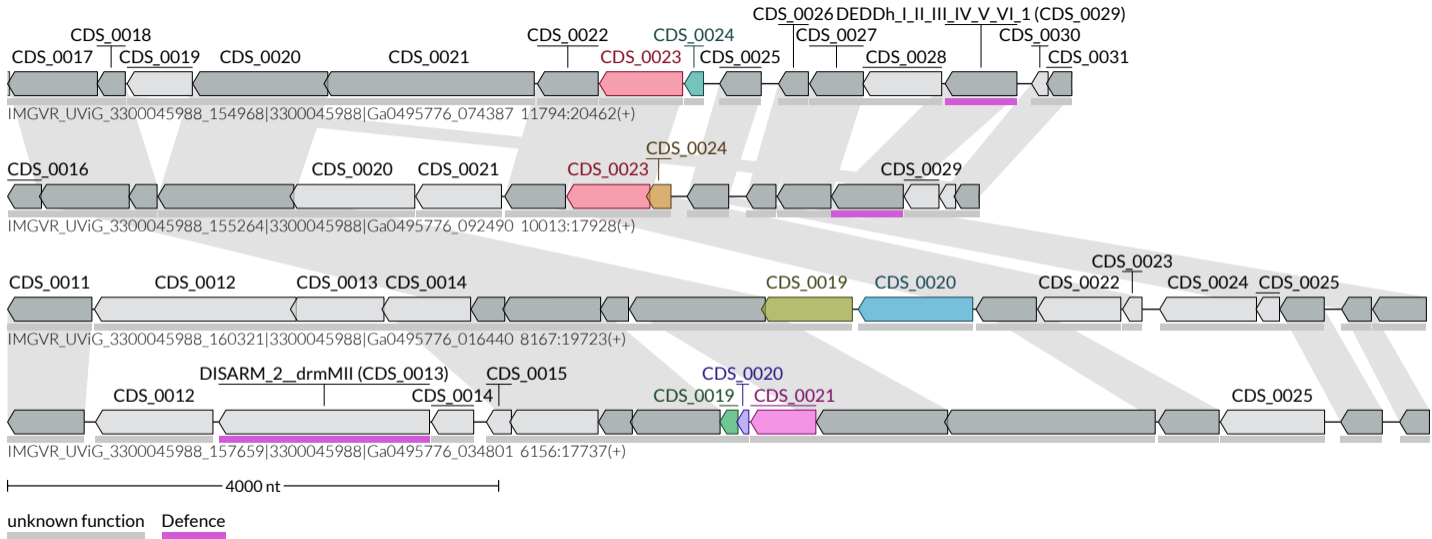 CDS_0026 DEDDh_I_II_III_IV_V_VI_1 (CDS_0029)
CDS_0018 CDS_0022 CDS_0024 CDS_0027 CDS_0030
CDS_0017 CDS_0019 CDS_0020 CDS_0021 CDS_0023 CDS_0025 CDS_0028 CDS_0031
IMGVR_UViG_3300045988_154968|3300045988|Ga0495776_074387 11794:20462(+)
CDS_0024
CDS_0016 CDS_0020 CDS_0021 CDS_0023 CDS_0029
IMGVR_UViG_3300045988_155264|3300045988|Ga0495776_092490 10013:17928(+)
CDS_0023
CDS_0011 CDS_0012 CDS_0013 CDS_0014 CDS_0019 CDS_0020 CDS_0022 CDS_0024 CDS_0025
IMGVR_UViG_3300045988_160321|3300045988|Ga0495776_016440 8167:19723(+)
DISARM_2__drmMII (CDS_0013) CDS_0015 CDS_0020
CDS_0012 CDS_0014 CDS_0019 CDS_0021 CDS_0025
IMGVR_UViG_3300045988_157659|3300045988|Ga0495776_034801 6156:17737(+)
4000 nt
unknown function Defence